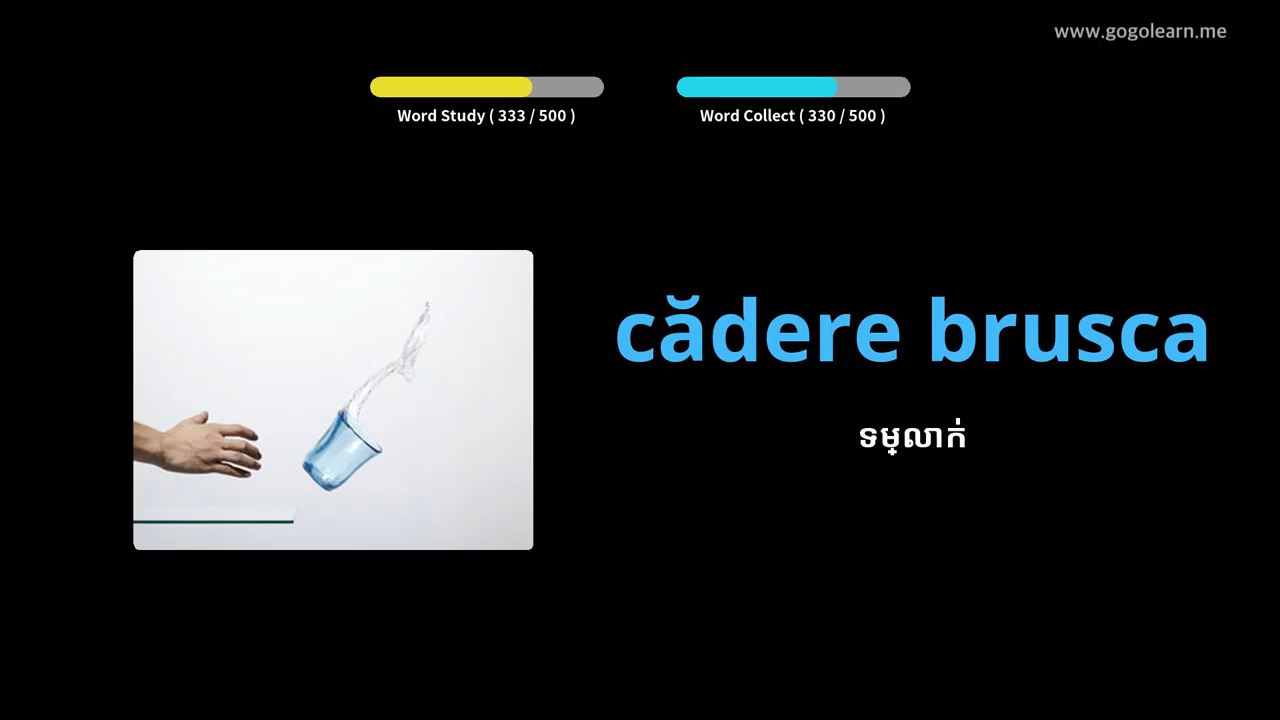 www.gogolearn.me
Word Study ( 333 / 500 )
Word Collect ( 330 / 500 )
cădere brusca
ទម្លាក់